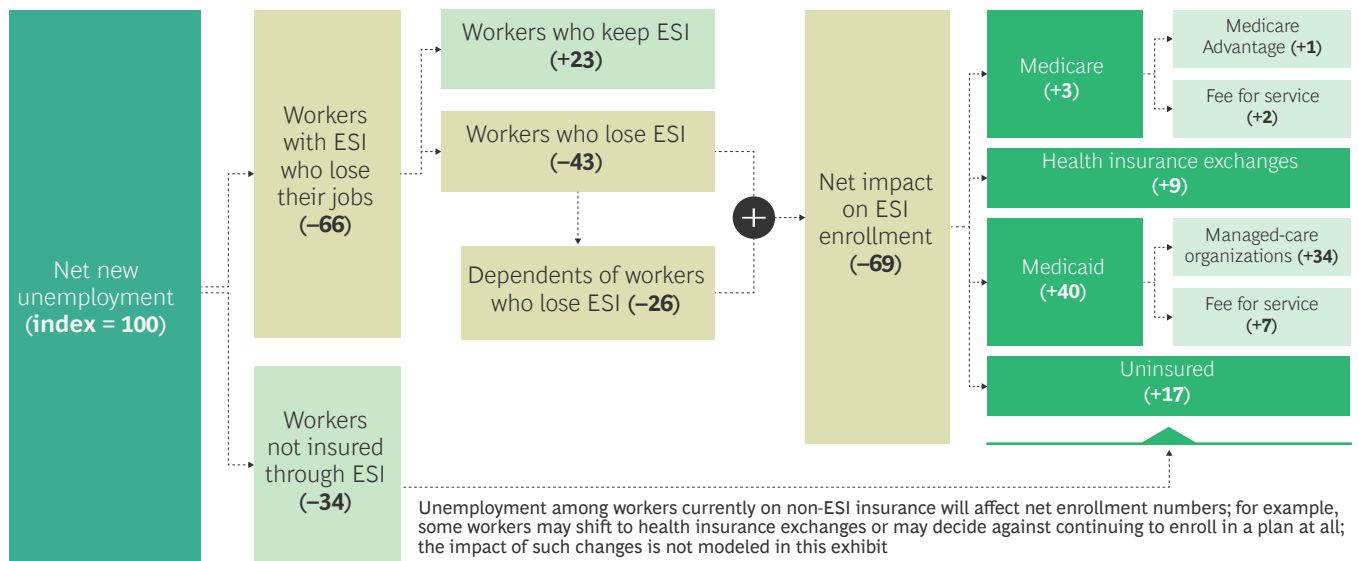 Net new
unemployment
(index = 100)
Workers
with ESI
who lose
their jobs
(–66)
Workers
not insured
through ESI
(–34)
Workers who keep ESI
(+23)
Workers who lose ESI
(–43)
Dependents of workers
who lose ESI (–26)
+
Net impact
on ESI
enrollment
(–69)
Medicare
(+3)
Medicare
Advantage (+1)
Fee for service
(+2)
Health insurance exchanges
(+9)
Medicaid
(+40)
Managed-care
organizations (+34)
Fee for service
(+7)
Uninsured
(+17)
Unemployment among workers currently on non-ESI insurance will affect net enrollment numbers; for example,
some workers may shift to health insurance exchanges or may decide against continuing to enroll in a plan at all;
the impact of such changes is not modeled in this exhibit